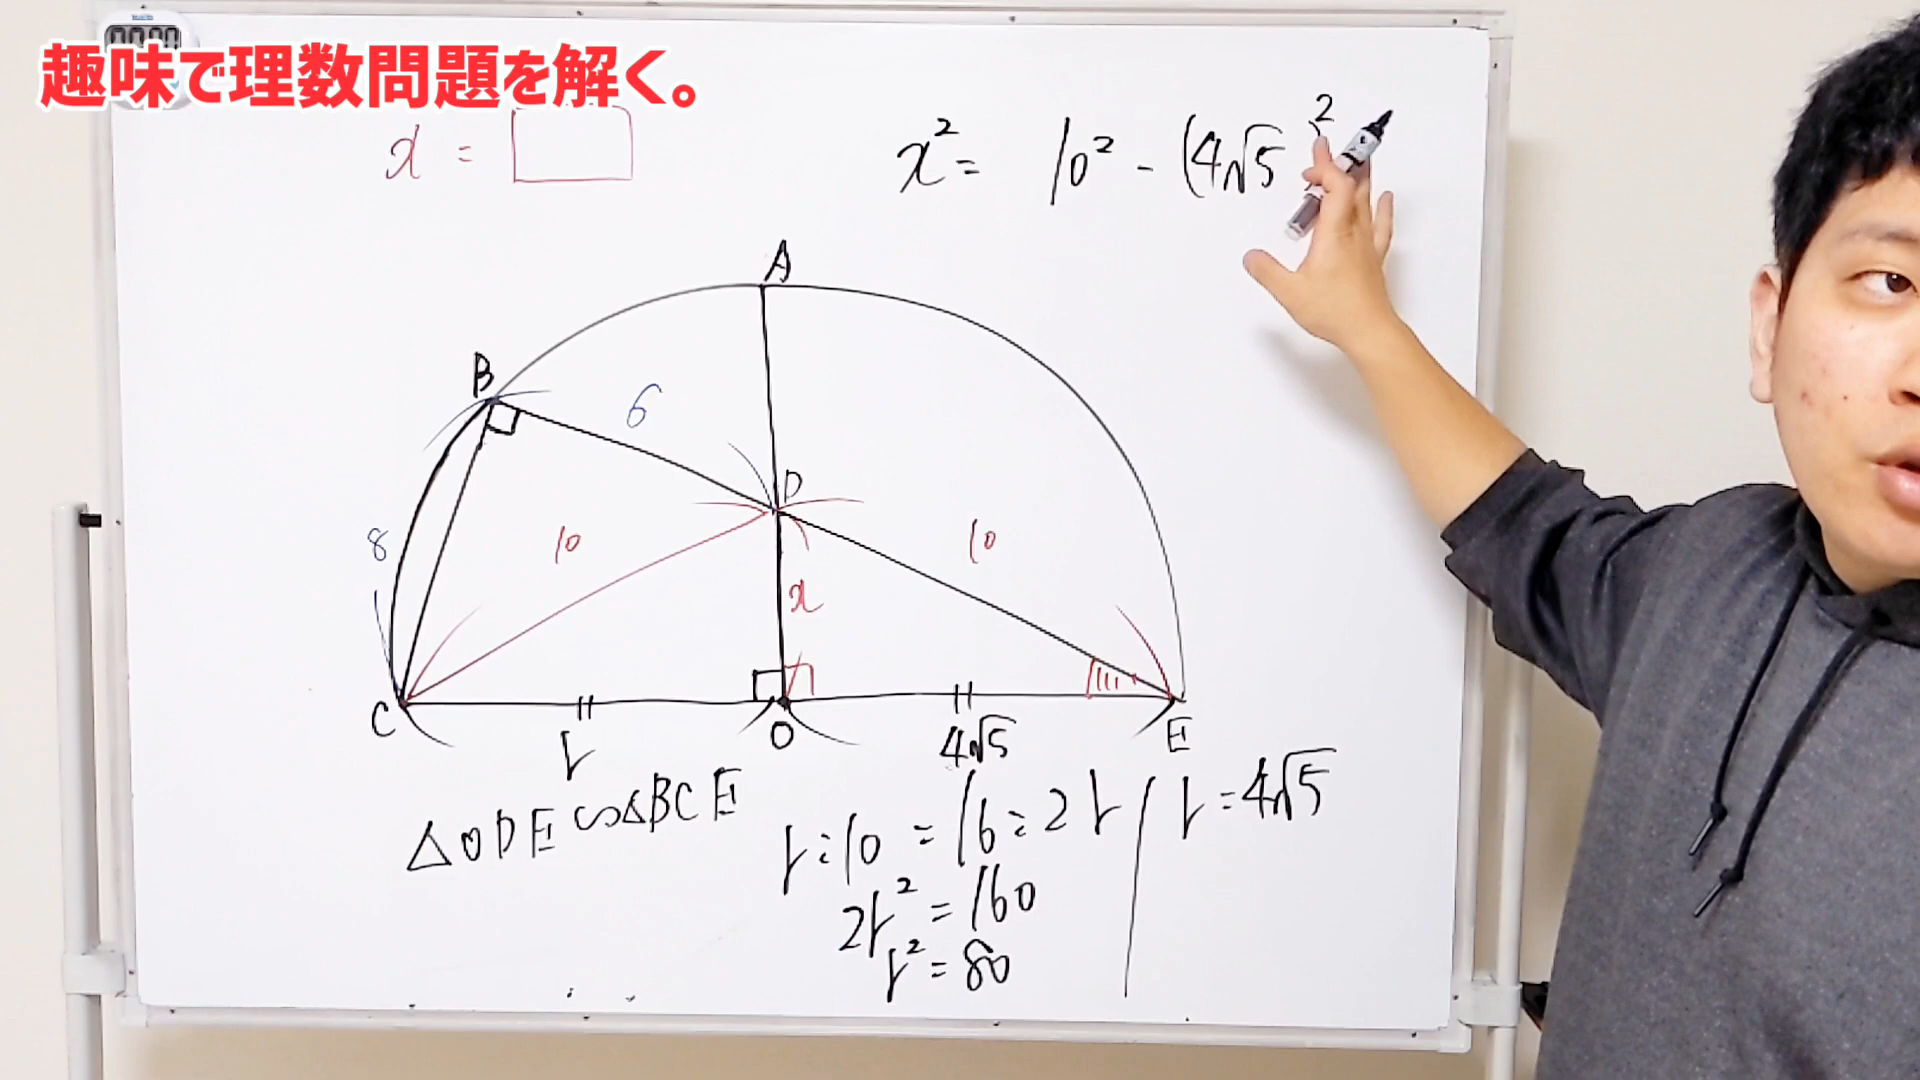 趣味で理数問題を解く。
x =
x² = 10² - (4√5)²
A
B
6
D
8
10
10
x
C
O
E
r
4√5
△ODE∽△BCE
r:10 = 16:2r
r = 4√5
2r² = 160
r² = 80